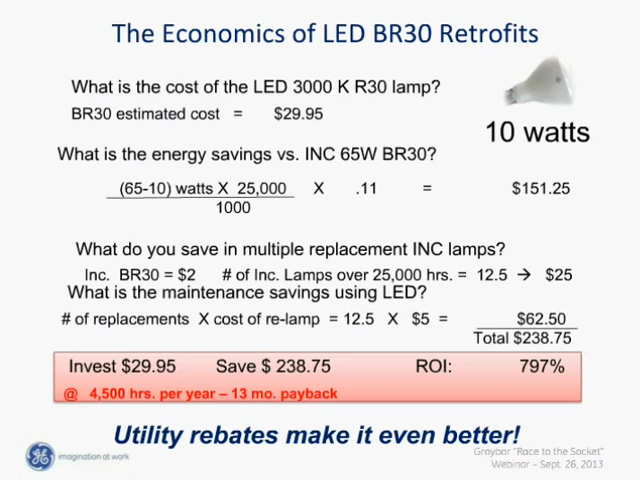 The Economics of LED BR30 Retrofits
What is the cost of the LED 3000 K R30 lamp?
BR30 estimated cost = $29.95
10 watts
What is the energy savings vs. INC 65W BR30?
(65-10) watts X 25,000 X .11 = $151.25
1000
What do you save in multiple replacement INC lamps?
Inc. BR30 = $2 # of Inc. Lamps over 25,000 hrs. = 12.5 → $25
What is the maintenance savings using LED?
# of replacements X cost of re-lamp = 12.5 X $5 = $62.50
Total $238.75
Invest $29.95 Save $ 238.75 ROI: 797%
@ 4,500 hrs. per year – 13 mo. payback
Utility rebates make it even better!
GE imagination at work
Graybar "Race to the Socket"
Webinar – Sept. 26, 2013